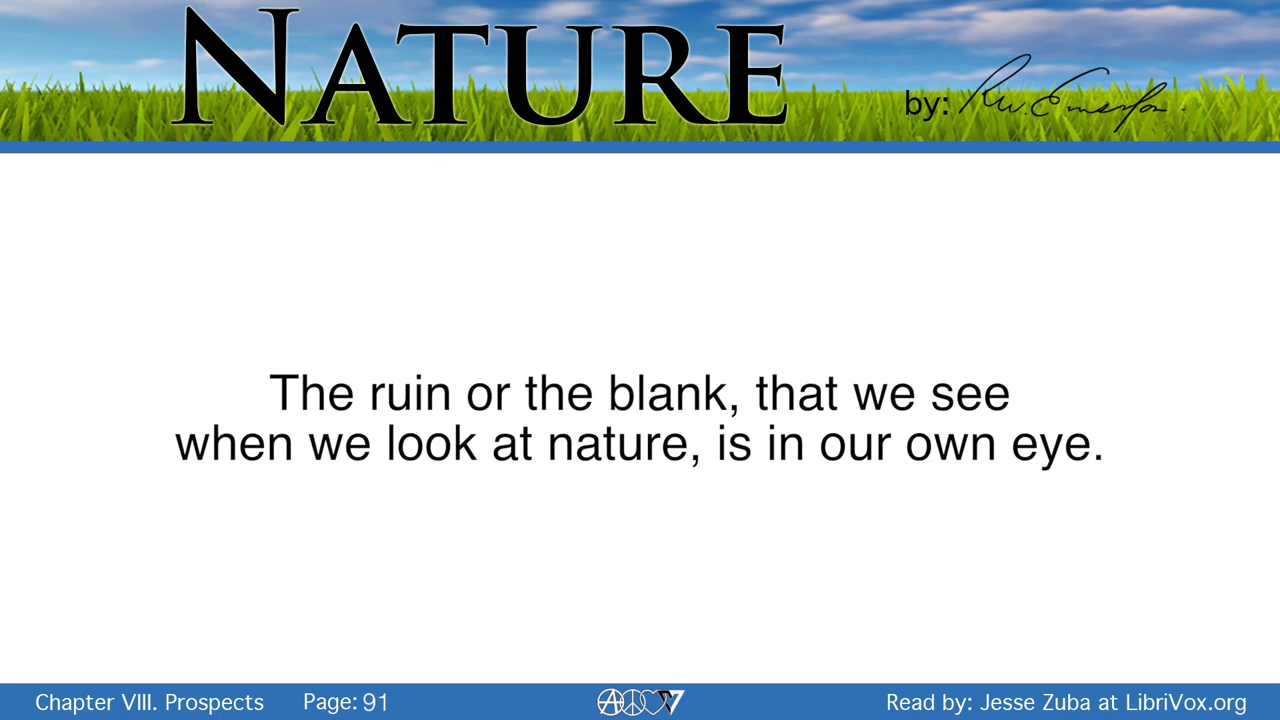 NATURE
by: R.W. Emerson.
The ruin or the blank, that we see
when we look at nature, is in our own eye.
Chapter VIII. Prospects
Page: 91
Read by: Jesse Zuba at LibriVox.org